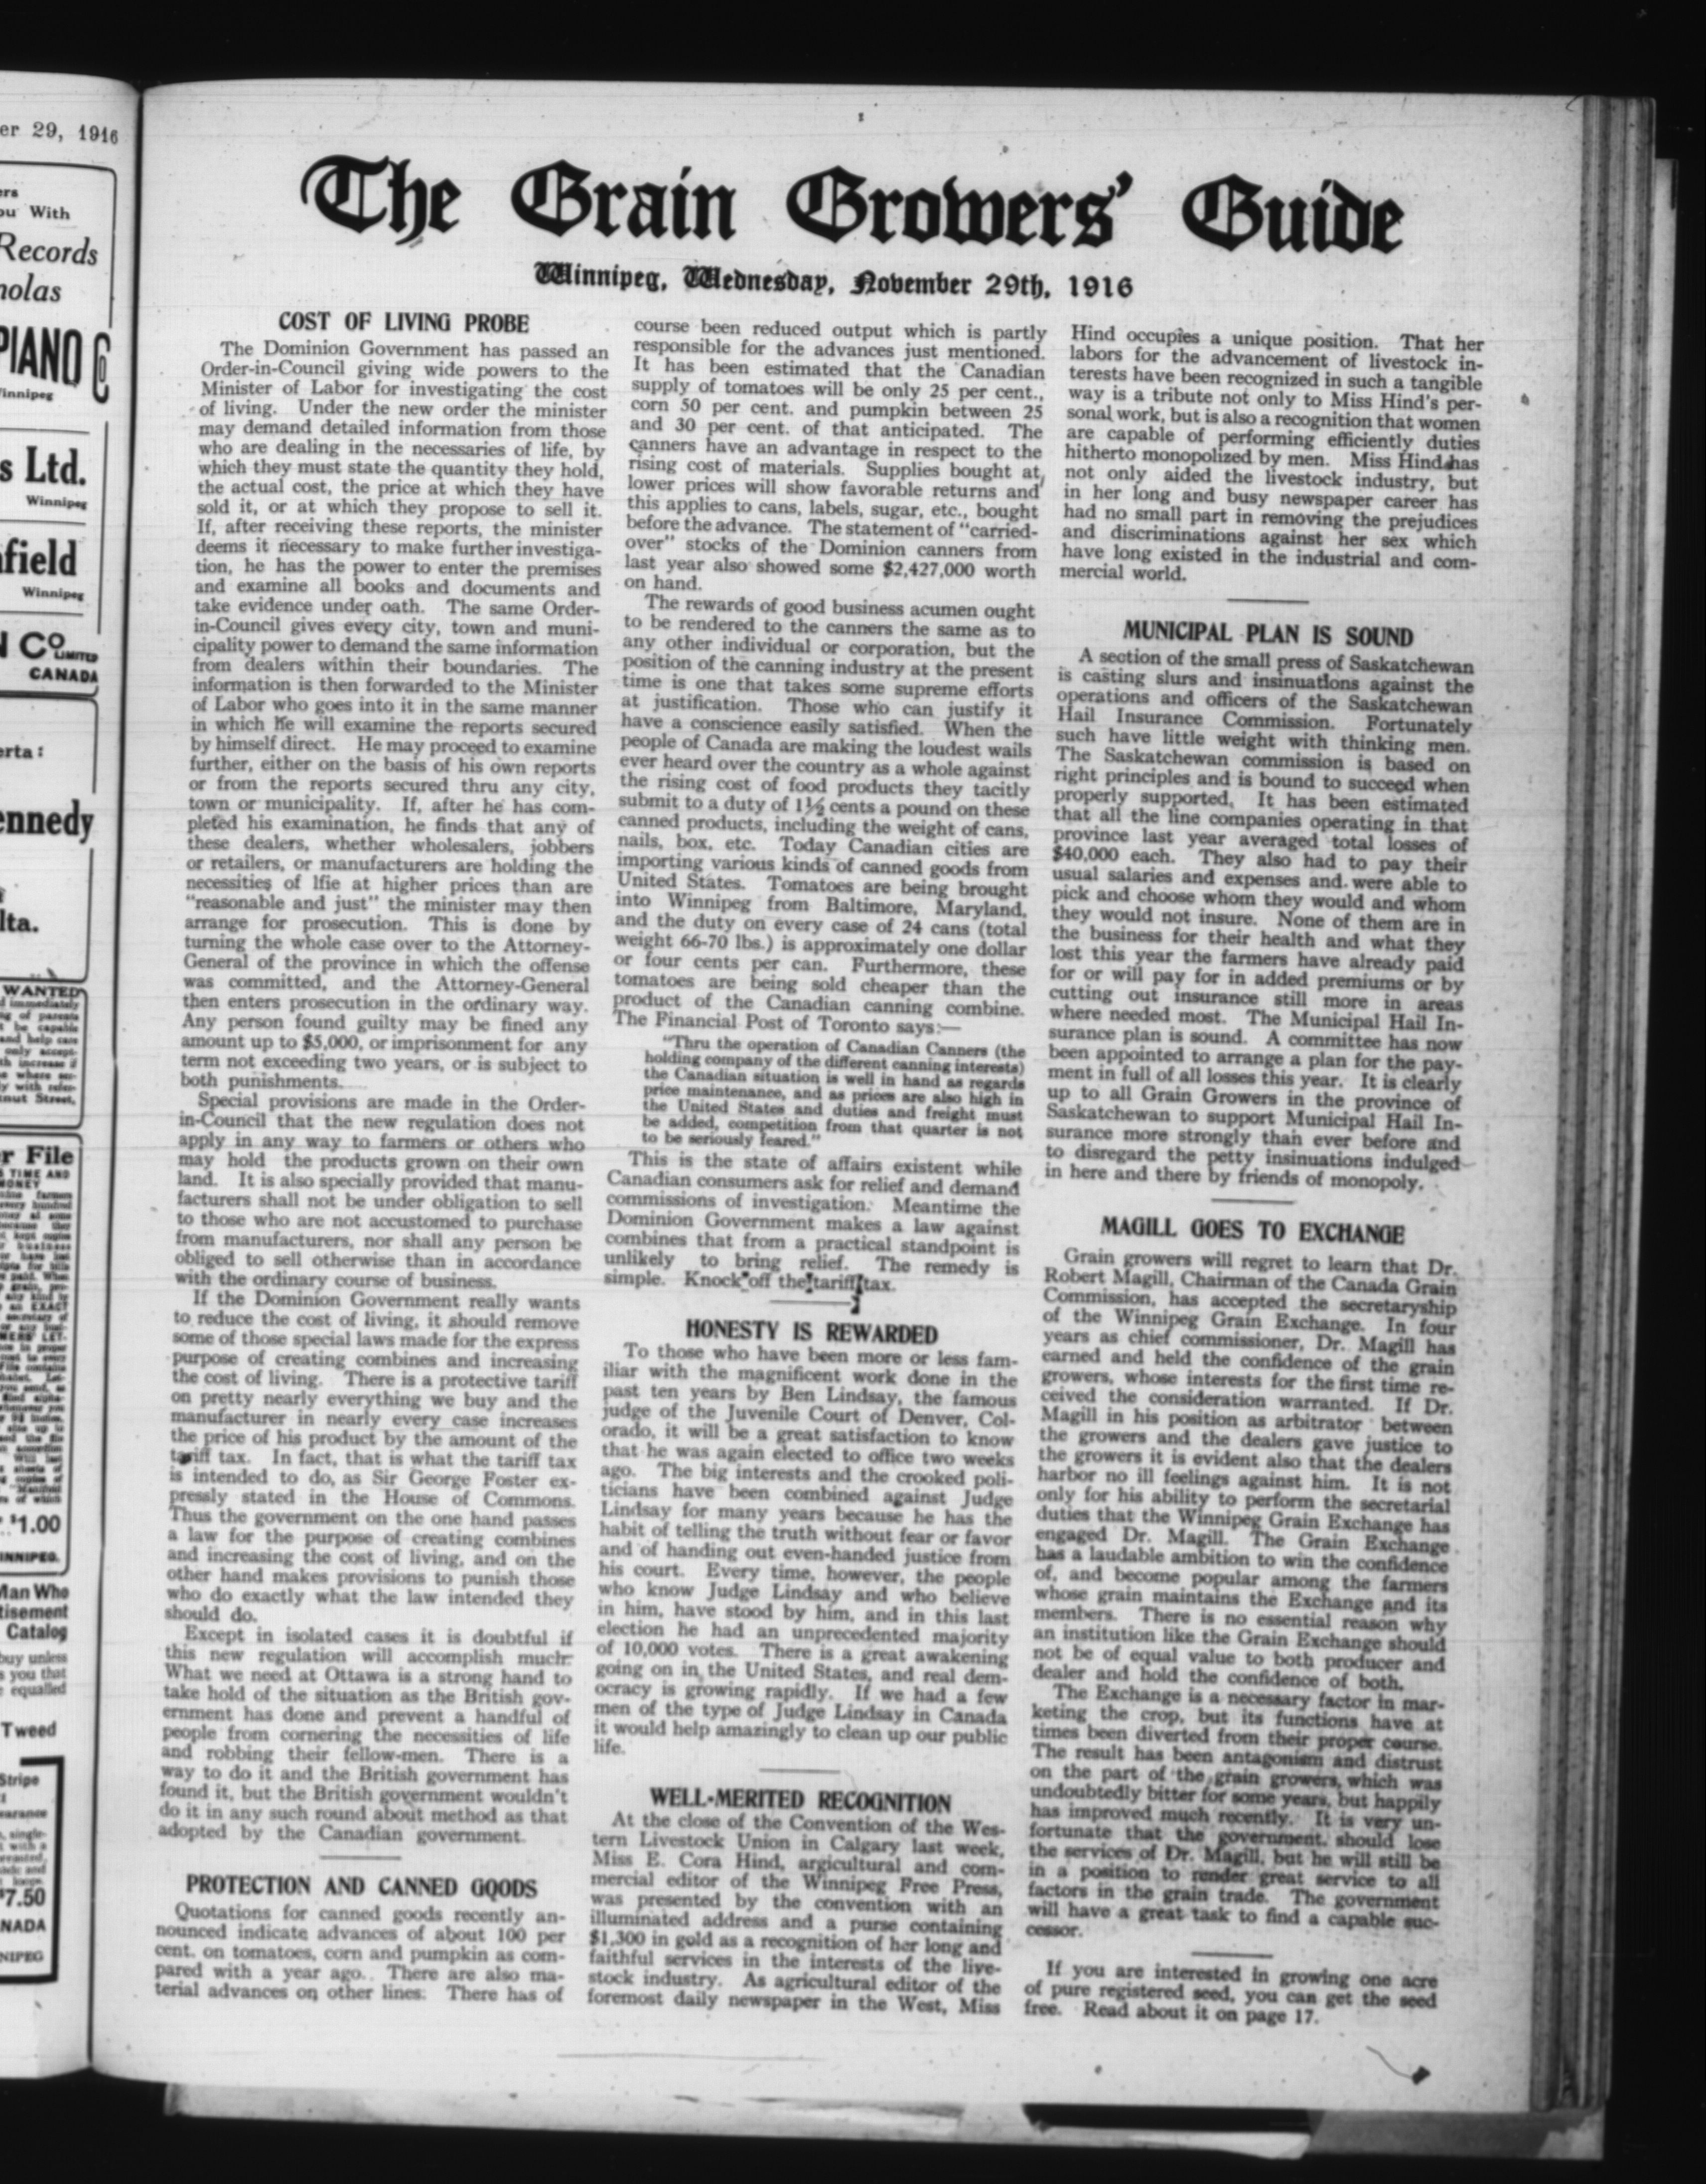 er 29, 1916
ers
ou With
Records
nolas
PIANO Co
Winnipeg
s Ltd.
Winnipeg
field
Winnipeg
N Co. LIMITED
CANADA
erta:
ennedy
lta.
WANTED
r File
$1.00
INNIPEG.
Man Who
tisement
Catalog
buy unless
s you that
equalled
Tweed
Stripe
$7.50
NADA
NIPEG
The Grain Growers' Guide
Winnipeg, Wednesday, November 29th, 1916
COST OF LIVING PROBE
The Dominion Government has passed an
Order-in-Council giving wide powers to the
Minister of Labor for investigating the cost
of living. Under the new order the minister
may demand detailed information from those
who are dealing in the necessaries of life, by
which they must state the quantity they hold,
the actual cost, the price at which they have
sold it, or at which they propose to sell it.
If, after receiving these reports, the minister
deems it necessary to make further investiga-
tion, he has the power to enter the premises
and examine all books and documents and
take evidence under oath. The same Order-
in-Council gives every city, town and muni-
cipality power to demand the same information
from dealers within their boundaries. The
information is then forwarded to the Minister
of Labor who goes into it in the same manner
in which he will examine the reports secured
by himself direct. He may proceed to examine
further, either on the basis of his own reports
or from the reports secured thru any city,
town or municipality. If, after he has com-
pleted his examination, he finds that any of
these dealers, whether wholesalers, jobbers
or retailers, or manufacturers are holding the
necessities of lfie at higher prices than are
"reasonable and just" the minister may then
arrange for prosecution. This is done by
turning the whole case over to the Attorney-
General of the province in which the offense
was committed, and the Attorney-General
then enters prosecution in the ordinary way.
Any person found guilty may be fined any
amount up to $5,000, or imprisonment for any
term not exceeding two years, or is subject to
both punishments.
Special provisions are made in the Order-
in-Council that the new regulation does not
apply in any way to farmers or others who
may hold the products grown on their own
land. It is also specially provided that manu-
facturers shall not be under obligation to sell
to those who are not accustomed to purchase
from manufacturers, nor shall any person be
obliged to sell otherwise than in accordance
with the ordinary course of business.
If the Dominion Government really wants
to reduce the cost of living, it should remove
some of those special laws made for the express
purpose of creating combines and increasing
the cost of living. There is a protective tariff
on pretty nearly everything we buy and the
manufacturer in nearly every case increases
the price of his product by the amount of the
tariff tax. In fact, that is what the tariff tax
is intended to do, as Sir George Foster ex-
pressly stated in the House of Commons.
Thus the government on the one hand passes
a law for the purpose of creating combines
and increasing the cost of living, and on the
other hand makes provisions to punish those
who do exactly what the law intended they
should do.
Except in isolated cases it is doubtful if
this new regulation will accomplish much.
What we need at Ottawa is a strong hand to
take hold of the situation as the British gov-
ernment has done and prevent a handful of
people from cornering the necessities of life
and robbing their fellow-men. There is a
way to do it and the British government has
found it, but the British government wouldn't
do it in any such round about method as that
adopted by the Canadian government.
PROTECTION AND CANNED GOODS
Quotations for canned goods recently an-
nounced indicate advances of about 100 per
cent. on tomatoes, corn and pumpkin as com-
pared with a year ago. There are also ma-
terial advances on other lines. There has of
course been reduced output which is partly
responsible for the advances just mentioned.
It has been estimated that the Canadian
supply of tomatoes will be only 25 per cent.,
corn 50 per cent. and pumpkin between 25
and 30 per cent. of that anticipated. The
canners have an advantage in respect to the
rising cost of materials. Supplies bought at
lower prices will show favorable returns and
this applies to cans, labels, sugar, etc., bought
before the advance. The statement of "carried-
over" stocks of the Dominion canners from
last year also showed some $2,427,000 worth
on hand.
The rewards of good business acumen ought
to be rendered to the canners the same as to
any other individual or corporation, but the
position of the canning industry at the present
time is one that takes some supreme efforts
at justification. Those who can justify it
have a conscience easily satisfied. When the
people of Canada are making the loudest wails
ever heard over the country as a whole against
the rising cost of food products they tacitly
submit to a duty of 1½ cents a pound on these
canned products, including the weight of cans,
nails, box, etc. Today Canadian cities are
importing various kinds of canned goods from
United States. Tomatoes are being brought
into Winnipeg from Baltimore, Maryland,
and the duty on every case of 24 cans (total
weight 66-70 lbs.) is approximately one dollar
or four cents per can. Furthermore, these
tomatoes are being sold cheaper than the
product of the Canadian canning combine.
The Financial Post of Toronto says:—
"Thru the operation of Canadian Canners (the
holding company of the different canning interests)
the Canadian situation is well in hand as regards
price maintenance, and as prices are also high in
the United States and duties and freight must
be added, competition from that quarter is not
to be seriously feared."
This is the state of affairs existent while
Canadian consumers ask for relief and demand
commissions of investigation. Meantime the
Dominion Government makes a law against
combines that from a practical standpoint is
unlikely to bring relief. The remedy is
simple. Knock off the tariff tax.
HONESTY IS REWARDED
To those who have been more or less fam-
iliar with the magnificent work done in the
past ten years by Ben Lindsay, the famous
judge of the Juvenile Court of Denver, Col-
orado, it will be a great satisfaction to know
that he was again elected to office two weeks
ago. The big interests and the crooked poli-
ticians have been combined against Judge
Lindsay for many years because he has the
habit of telling the truth without fear or favor
and of handing out even-handed justice from
his court. Every time, however, the people
who know Judge Lindsay and who believe
in him, have stood by him, and in this last
election he had an unprecedented majority
of 10,000 votes. There is a great awakening
going on in the United States, and real dem-
ocracy is growing rapidly. If we had a few
men of the type of Judge Lindsay in Canada
it would help amazingly to clean up our public
life.
WELL-MERITED RECOGNITION
At the close of the Convention of the Wes-
tern Livestock Union in Calgary last week,
Miss E. Cora Hind, argicultural and com-
mercial editor of the Winnipeg Free Press,
was presented by the convention with an
illuminated address and a purse containing
$1,300 in gold as a recognition of her long and
faithful services in the interests of the live-
stock industry. As agricultural editor of the
foremost daily newspaper in the West, Miss
Hind occupies a unique position. That her
labors for the advancement of livestock in-
terests have been recognized in such a tangible
way is a tribute not only to Miss Hind's per-
sonal work, but is also a recognition that women
are capable of performing efficiently duties
hitherto monopolized by men. Miss Hind has
not only aided the livestock industry, but
in her long and busy newspaper career has
had no small part in removing the prejudices
and discriminations against her sex which
have long existed in the industrial and com-
mercial world.
MUNICIPAL PLAN IS SOUND
A section of the small press of Saskatchewan
is casting slurs and insinuations against the
operations and officers of the Saskatchewan
Hail Insurance Commission. Fortunately
such have little weight with thinking men.
The Saskatchewan commission is based on
right principles and is bound to succeed when
properly supported. It has been estimated
that all the line companies operating in that
province last year averaged total losses of
$40,000 each. They also had to pay their
usual salaries and expenses and were able to
pick and choose whom they would and whom
they would not insure. None of them are in
the business for their health and what they
lost this year the farmers have already paid
for or will pay for in added premiums or by
cutting out insurance still more in areas
where needed most. The Municipal Hail In-
surance plan is sound. A committee has now
been appointed to arrange a plan for the pay-
ment in full of all losses this year. It is clearly
up to all Grain Growers in the province of
Saskatchewan to support Municipal Hail In-
surance more strongly than ever before and
to disregard the petty insinuations indulged
in here and there by friends of monopoly.
MAGILL GOES TO EXCHANGE
Grain growers will regret to learn that Dr.
Robert Magill, Chairman of the Canada Grain
Commission, has accepted the secretaryship
of the Winnipeg Grain Exchange. In four
years as chief commissioner, Dr. Magill has
earned and held the confidence of the grain
growers, whose interests for the first time re-
ceived the consideration warranted. If Dr.
Magill in his position as arbitrator between
the growers and the dealers gave justice to
the growers it is evident also that the dealers
harbor no ill feelings against him. It is not
only for his ability to perform the secretarial
duties that the Winnipeg Grain Exchange has
engaged Dr. Magill. The Grain Exchange
has a laudable ambition to win the confidence
of, and become popular among the farmers
whose grain maintains the Exchange and its
members. There is no essential reason why
an institution like the Grain Exchange should
not be of equal value to both producer and
dealer and hold the confidence of both.
The Exchange is a necessary factor in mar-
keting the crop, but its functions have at
times been diverted from their proper course.
The result has been antagonism and distrust
on the part of the grain growers, which was
undoubtedly bitter for some years, but happily
has improved much recently. It is very un-
fortunate that the government should lose
the services of Dr. Magill, but he will still be
in a position to render great service to all
factors in the grain trade. The government
will have a great task to find a capable suc-
cessor.
If you are interested in growing one acre
of pure registered seed, you can get the seed
free. Read about it on page 17.